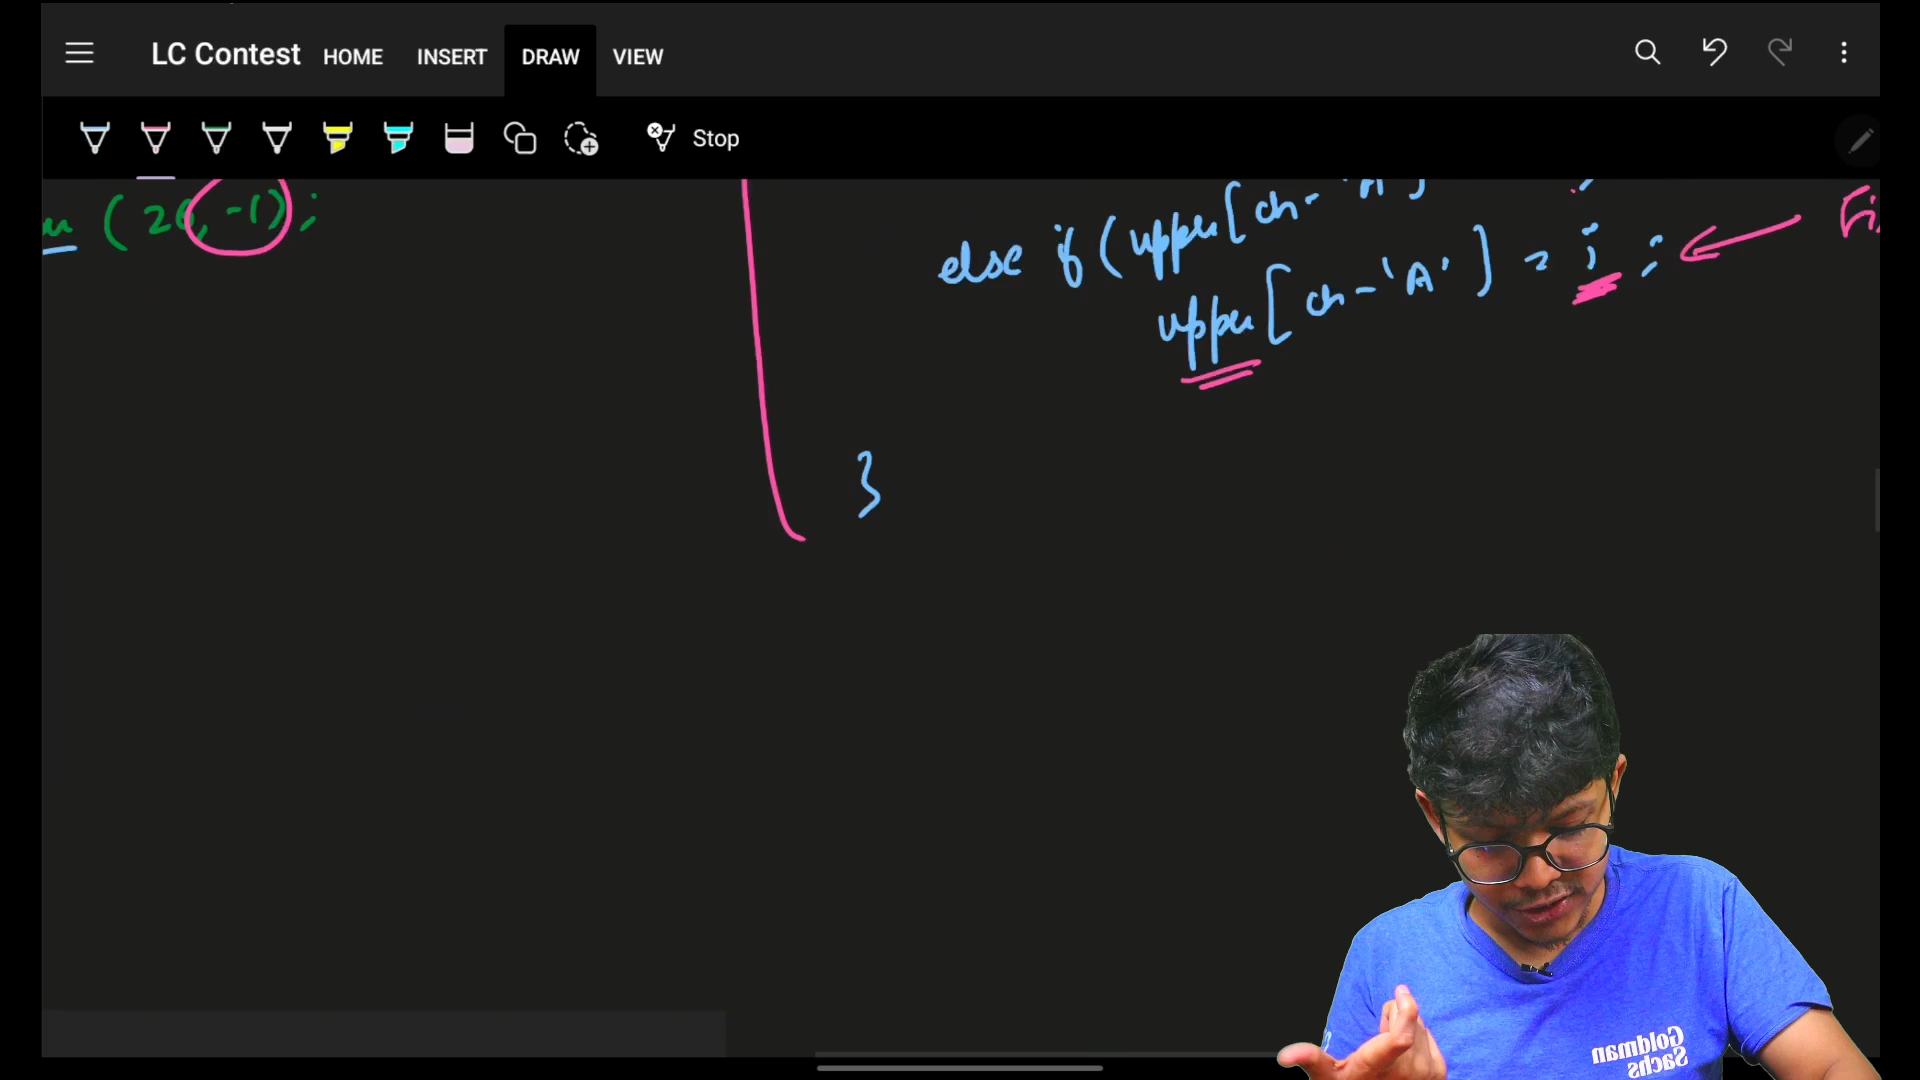 LC Contest HOME INSERT DRAW VIEW
Stop
(26, -1);
else if (upper[ch-'A']
upper[ch-'A'] = i ;
}
Goldman
Sachs